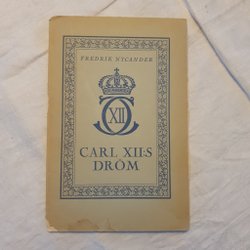 FREDRIK NYCANDER
XII
CARL XII:S
DRÖM